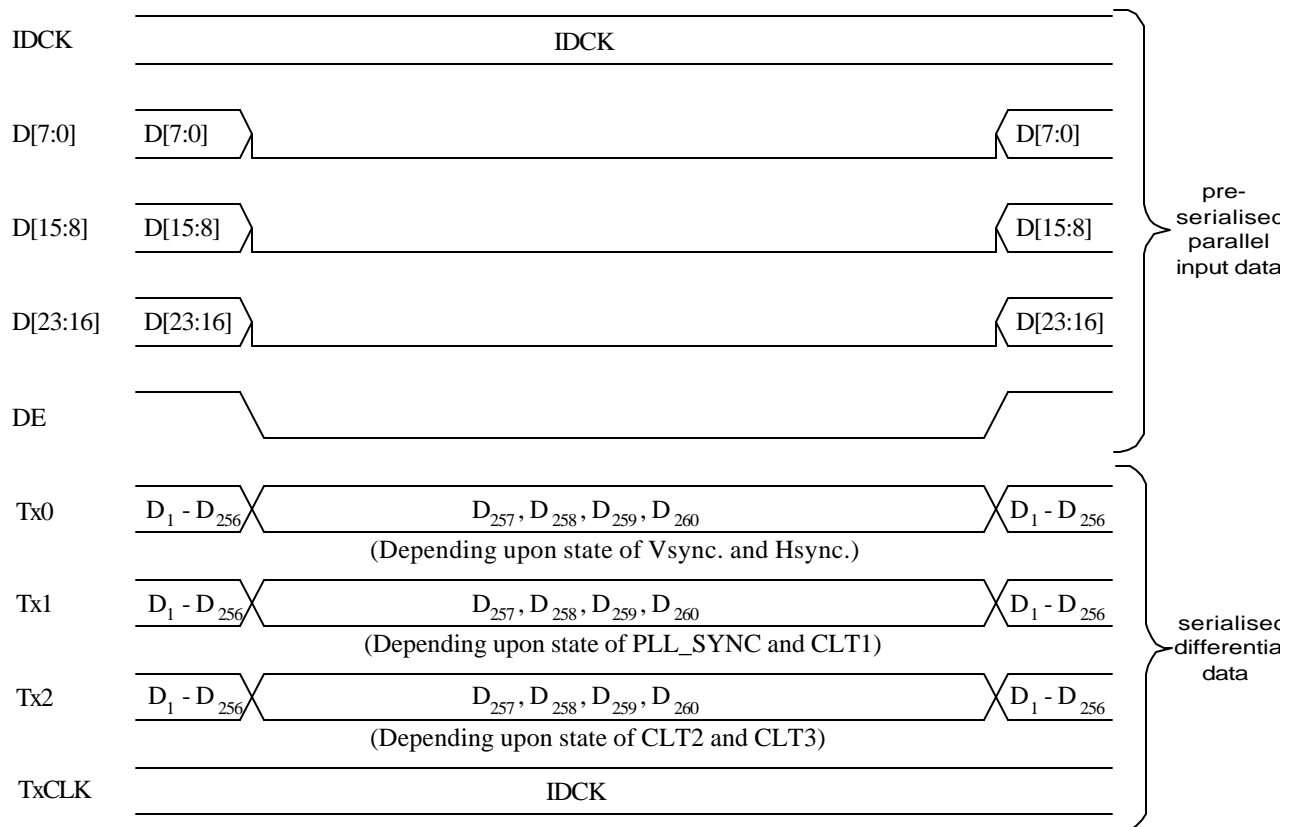 IDCK IDCK
D[7:0] D[7:0] D[7:0]
D[15:8] D[15:8] D[15:8]
D[23:16] D[23:16] D[23:16]
DE
pre-
serialised
parallel
input data
Tx0 D1 - D256 D257, D258, D259, D260 D1 - D256
(Depending upon state of Vsync. and Hsync.)
Tx1 D1 - D256 D257, D258, D259, D260 D1 - D256
(Depending upon state of PLL_SYNC and CLT1)
Tx2 D1 - D256 D257, D258, D259, D260 D1 - D256
(Depending upon state of CLT2 and CLT3)
TxCLK IDCK
serialised
differentia
data